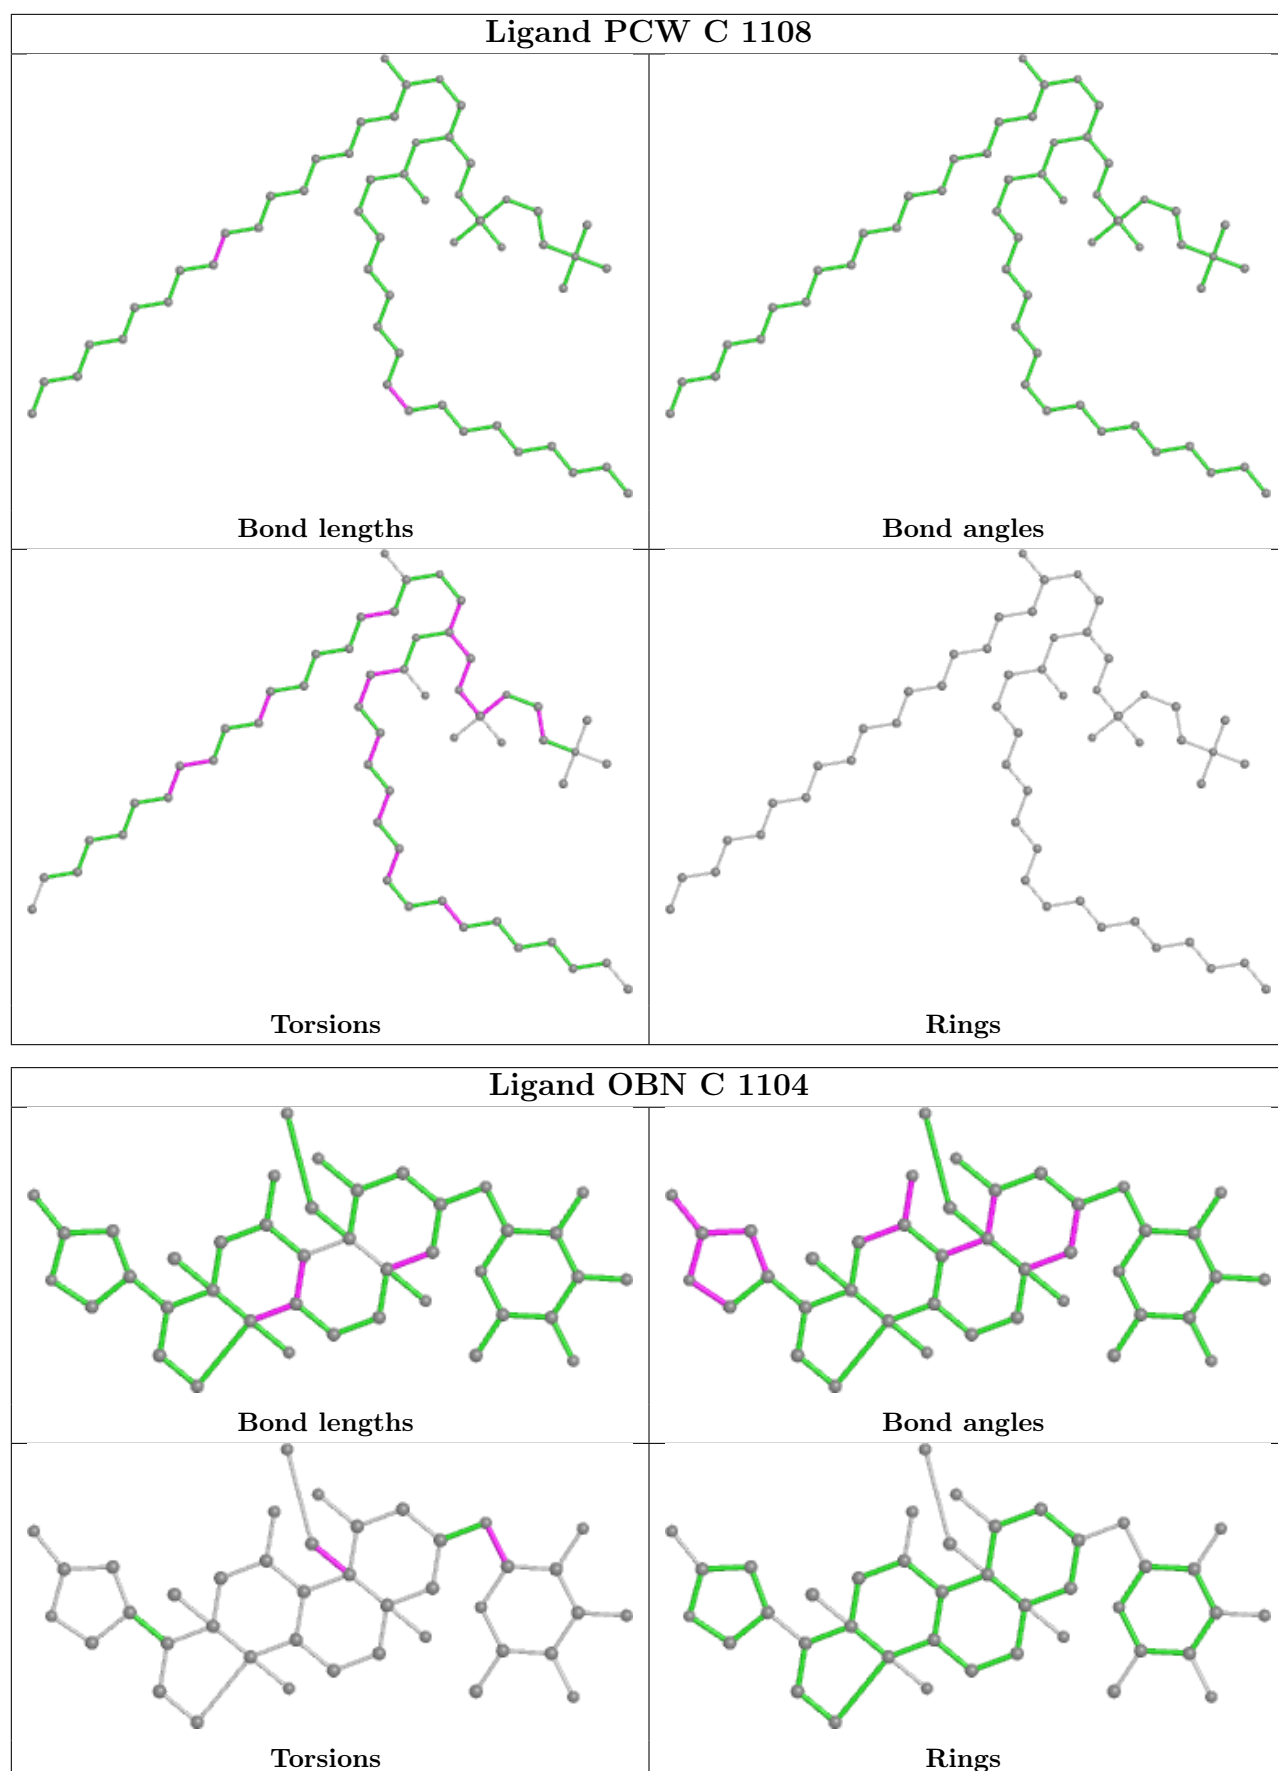 Ligand PCW C 1108
Bond lengths
Bond angles
Torsions
Rings
Ligand OBN C 1104
Bond lengths
Bond angles
Torsions
Rings